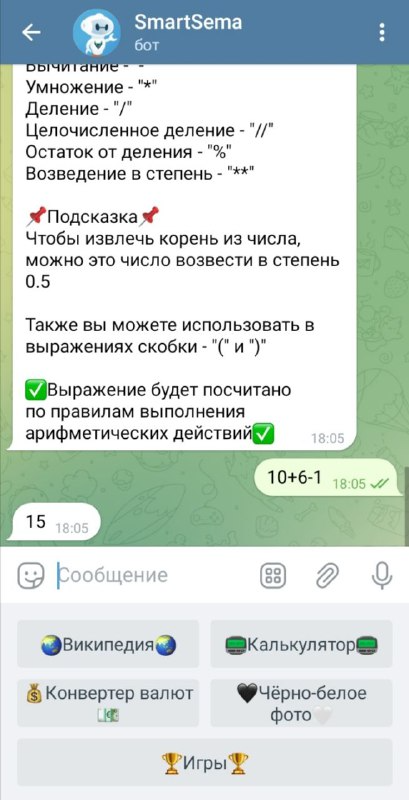 SmartSema
бот
Вычитание - "-"
Умножение - "*"
Деление - "/"
Целочисленное деление - "//"
Остаток от деления - "%"
Возведение в степень - "**"
📌Подсказка📌
Чтобы извлечь корень из числа,
можно это число возвести в степень
0.5
Также вы можете использовать в
выражениях скобки - "(" и ")"
✅Выражение будет посчитано
по правилам выполнения
арифметических действий✅
18:05
10+6-1
18:05
15
18:05
Сообщение
🌏Википедия🌏
📟Калькулятор📟
💰Конвертер валют
💵
🖤Чёрно-белое
фото🤍
🏆Игры🏆